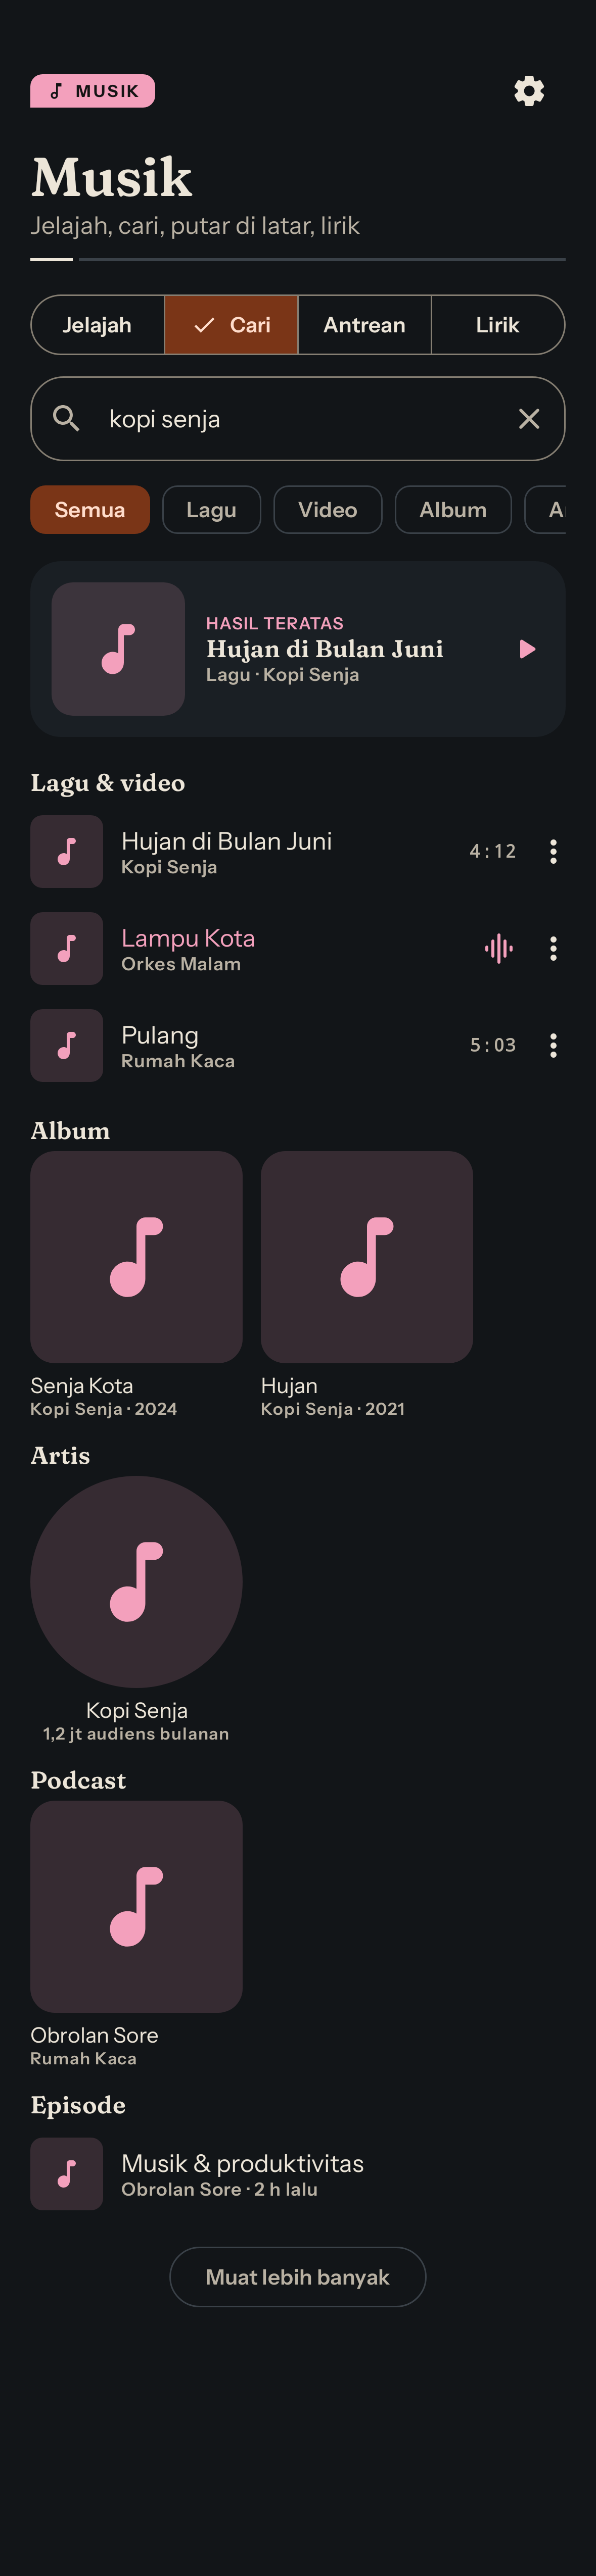 MUSIK
Musik
Jelajah, cari, putar di latar, lirik
Jelajah
Cari
Antrean
Lirik
kopi senja
Semua
Lagu
Video
Album
HASIL TERATAS
Hujan di Bulan Juni
Lagu · Kopi Senja
Lagu & video
Hujan di Bulan Juni
Kopi Senja
4:12
Lampu Kota
Orkes Malam
Pulang
Rumah Kaca
5:03
Album
Senja Kota
Kopi Senja · 2024
Hujan
Kopi Senja · 2021
Artis
Kopi Senja
1,2 jt audiens bulanan
Podcast
Obrolan Sore
Rumah Kaca
Episode
Musik & produktivitas
Obrolan Sore · 2 h lalu
Muat lebih banyak